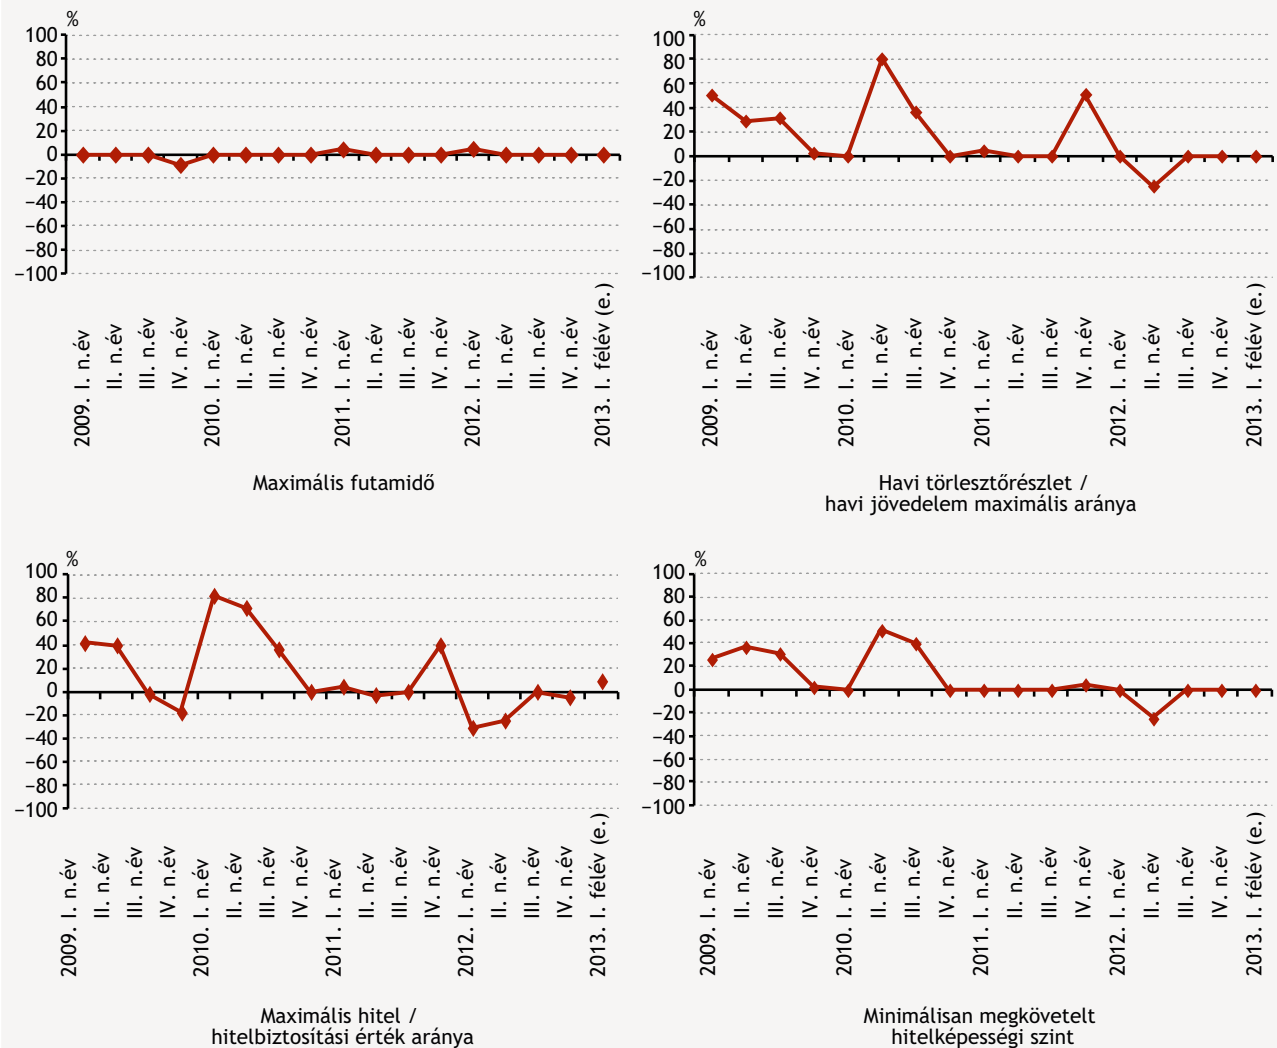 %
100
80
60
40
20
0
−20
−40
−60
−80
−100
2009. I. n.év
II. n.év
III. n.év
IV. n.év
2010. I. n.év
II. n.év
III. n.év
IV. n.év
2011. I. n.év
II. n.év
III. n.év
IV. n.év
2012. I. n.év
II. n.év
III. n.év
IV. n.év
2013. I. félév (e.)
Maximális futamidő
%
100
80
60
40
20
0
−20
−40
−60
−80
−100
2009. I. n.év
II. n.év
III. n.év
IV. n.év
2010. I. n.év
II. n.év
III. n.év
IV. n.év
2011. I. n.év
II. n.év
III. n.év
IV. n.év
2012. I. n.év
II. n.év
III. n.év
IV. n.év
2013. I. félév (e.)
Havi törlesztőrészlet /
havi jövedelem maximális aránya
%
100
80
60
40
20
0
−20
−40
−60
−80
−100
2009. I. n.év
II. n.év
III. n.év
IV. n.év
2010. I. n.év
II. n.év
III. n.év
IV. n.év
2011. I. n.év
II. n.év
III. n.év
IV. n.év
2012. I. n.év
II. n.év
III. n.év
IV. n.év
2013. I. félév (e.)
Maximális hitel /
hitelbiztosítási érték aránya
%
100
80
60
40
20
0
−20
−40
−60
−80
−100
2009. I. n.év
II. n.év
III. n.év
IV. n.év
2010. I. n.év
II. n.év
III. n.év
IV. n.év
2011. I. n.év
II. n.év
III. n.év
IV. n.év
2012. I. n.év
II. n.év
III. n.év
IV. n.év
2013. I. félév (e.)
Minimálisan megkövetelt
hitelképességi szint